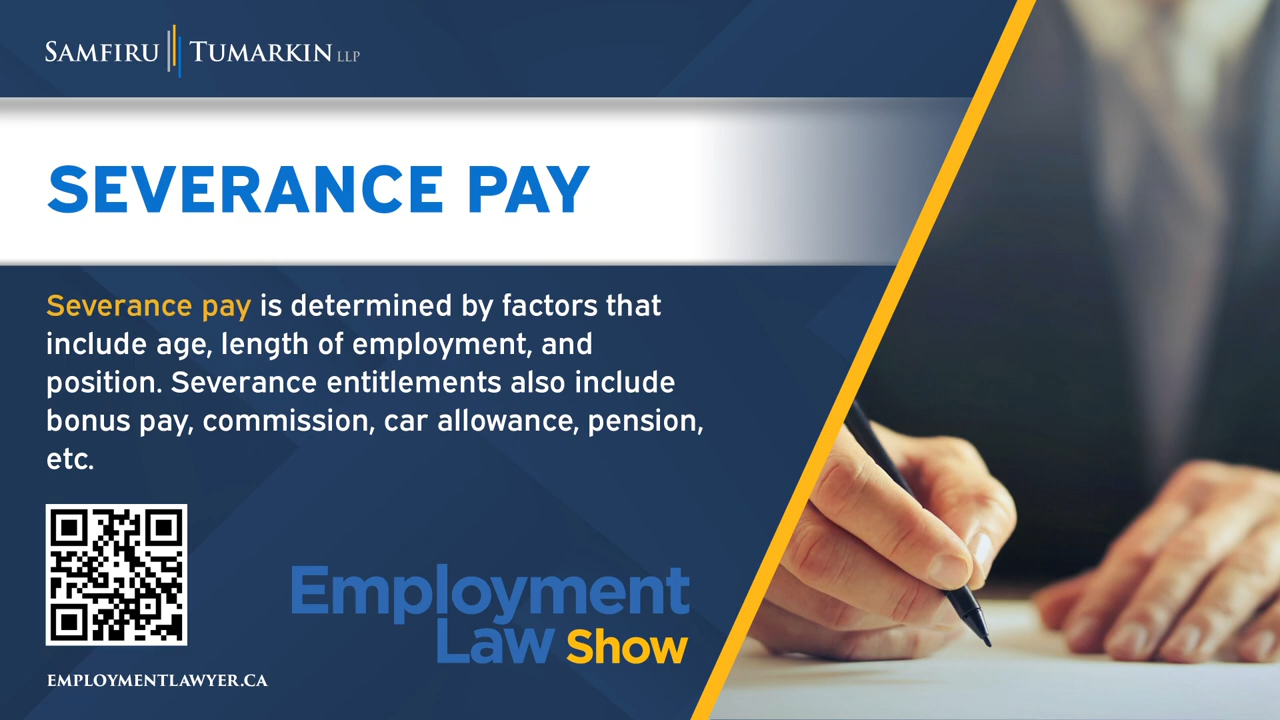 SAMFIRU TUMARKIN LLP
SEVERANCE PAY
Severance pay is determined by factors that
include age, length of employment, and
position. Severance entitlements also include
bonus pay, commission, car allowance, pension,
etc.
Employment
Law Show
EMPLOYMENTLAWYER.CA